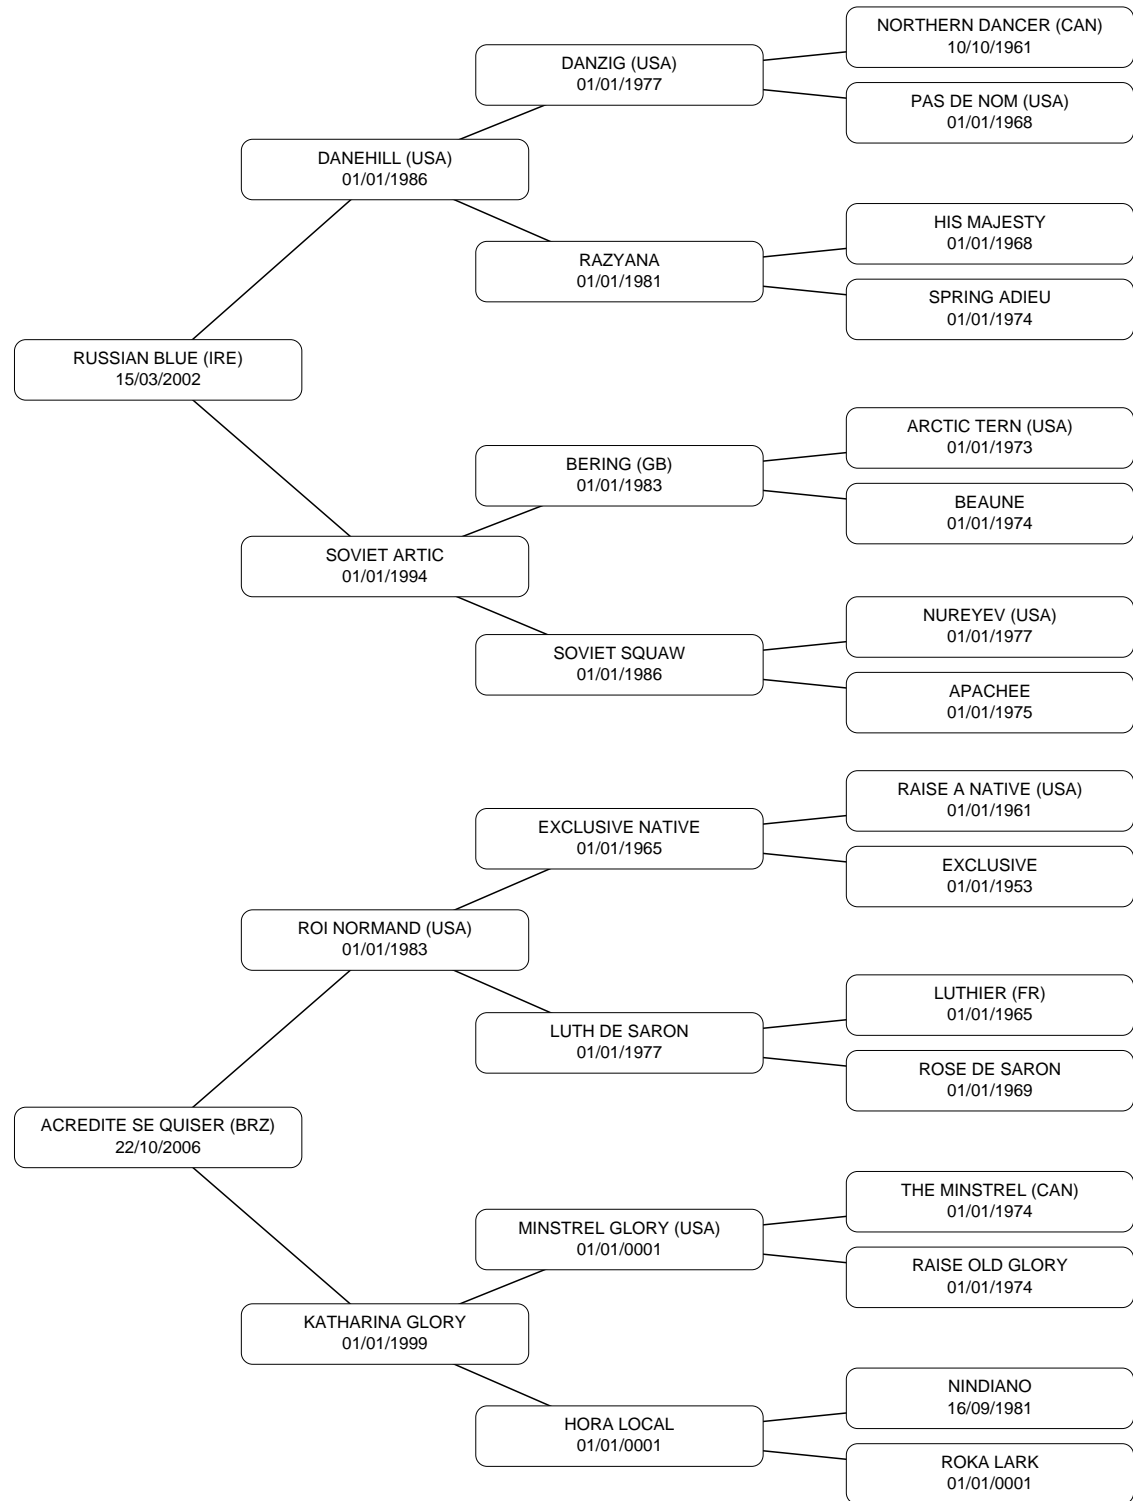 NORTHERN DANCER (CAN)
10/10/1961
DANZIG (USA)
01/01/1977
PAS DE NOM (USA)
01/01/1968
DANEHILL (USA)
01/01/1986
HIS MAJESTY
01/01/1968
RAZYANA
01/01/1981
SPRING ADIEU
01/01/1974
RUSSIAN BLUE (IRE)
15/03/2002
ARCTIC TERN (USA)
01/01/1973
BERING (GB)
01/01/1983
BEAUNE
01/01/1974
SOVIET ARTIC
01/01/1994
NUREYEV (USA)
01/01/1977
SOVIET SQUAW
01/01/1986
APACHEE
01/01/1975
RAISE A NATIVE (USA)
01/01/1961
EXCLUSIVE NATIVE
01/01/1965
EXCLUSIVE
01/01/1953
ROI NORMAND (USA)
01/01/1983
LUTHIER (FR)
01/01/1965
LUTH DE SARON
01/01/1977
ROSE DE SARON
01/01/1969
ACREDITE SE QUISER (BRZ)
22/10/2006
THE MINSTREL (CAN)
01/01/1974
MINSTREL GLORY (USA)
01/01/0001
RAISE OLD GLORY
01/01/1974
KATHARINA GLORY
01/01/1999
NINDIANO
16/09/1981
HORA LOCAL
01/01/0001
ROKA LARK
01/01/0001